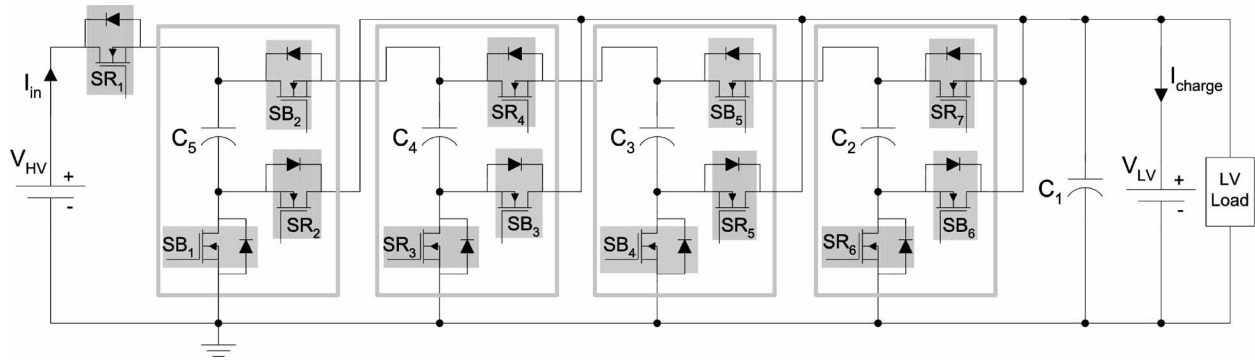 SR1
SB2
SR4
SB5
SR7
Iin
Icharge
C5
C4
C3
C2
VHV
+
-
SR2
SB3
SR5
SB6
C1
VLV
+
-
LV
Load
SB1
SR3
SB4
SR6